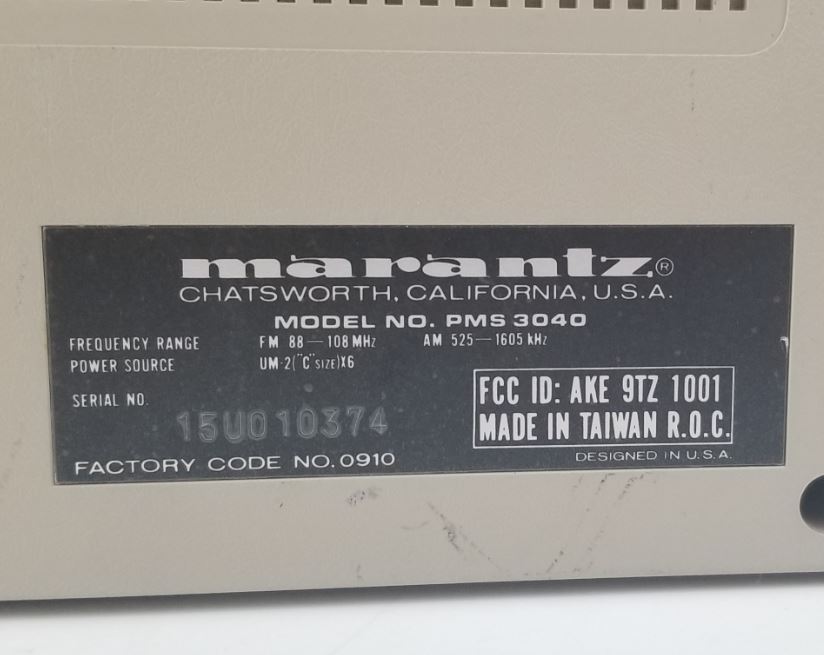 marantz®
CHATSWORTH, CALIFORNIA, U.S.A.
MODEL NO. PMS 3040
FREQUENCY RANGE FM 88—108 MHz AM 525—1605 kHz
POWER SOURCE UM-2("C"SIZE)X6
SERIAL NO. 15U010374
FCC ID: AKE 9TZ 1001
MADE IN TAIWAN R.O.C.
FACTORY CODE NO. 0910
DESIGNED IN U.S.A.